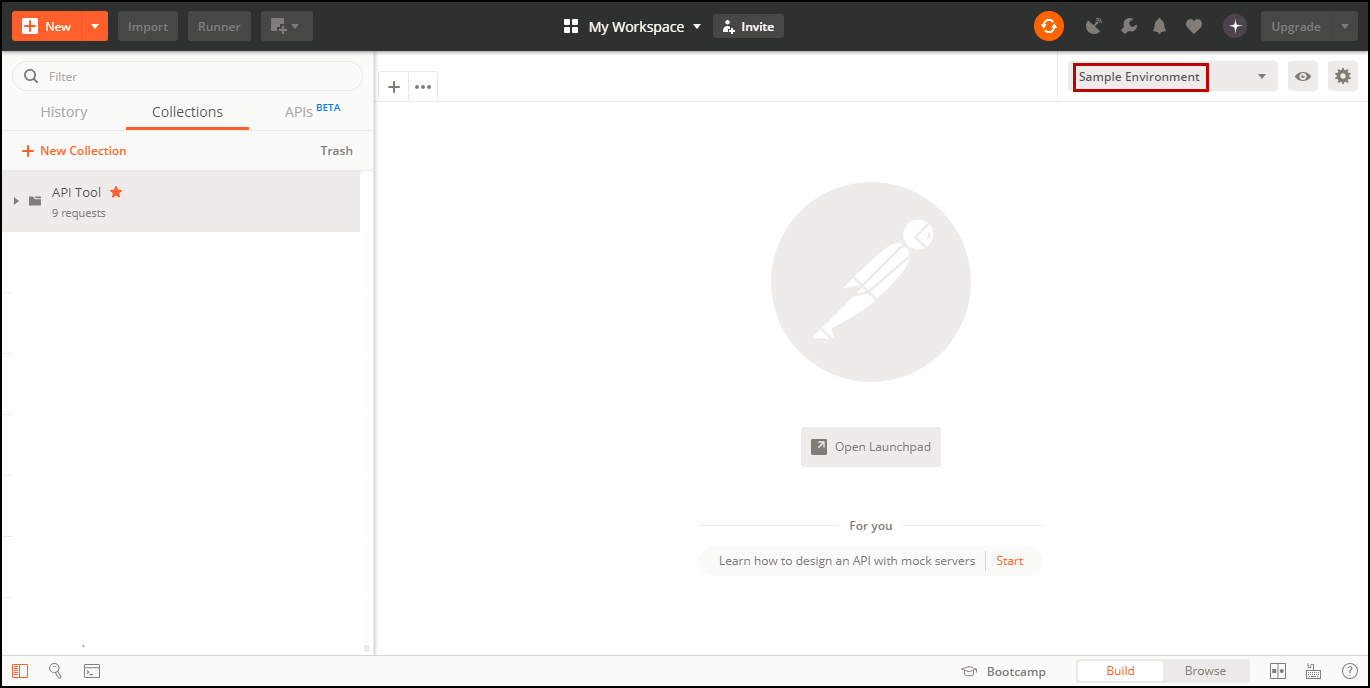 New
Import
Runner
My Workspace
Invite
Upgrade
Filter
History
Collections
APIs BETA
New Collection
Trash
API Tool
9 requests
Sample Environment
Open Launchpad
For you
Learn how to design an API with mock servers
Start
Bootcamp
Build
Browse